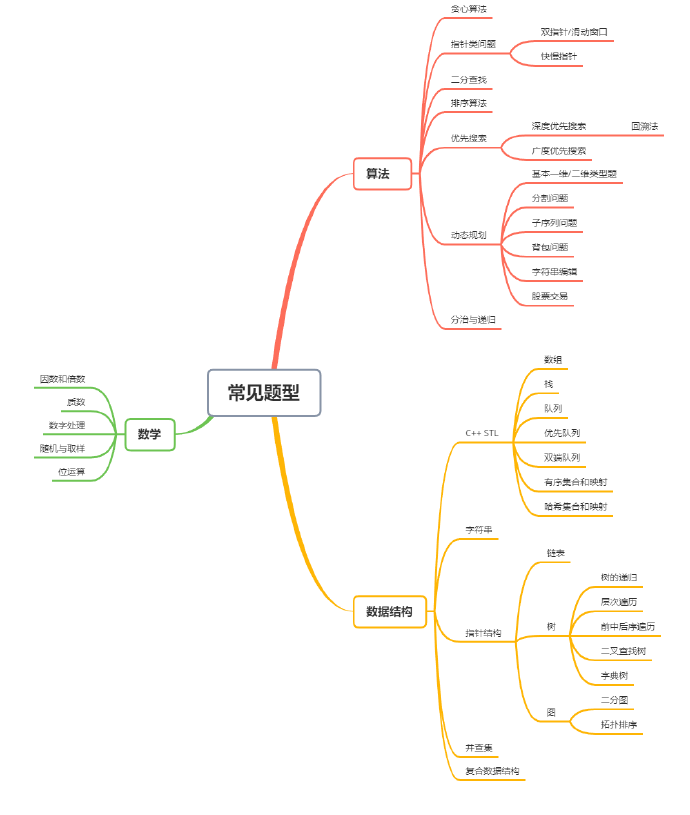 常见题型
算法
贪心算法
指针类问题
双指针/滑动窗口
快慢指针
二分查找
排序算法
优先搜索
深度优先搜索
回溯法
广度优先搜索
动态规划
基本一维/二维类型题
分割问题
子序列问题
背包问题
字符串编辑
股票交易
分治与递归
数据结构
C++ STL
数组
栈
队列
优先队列
双端队列
有序集合和映射
哈希集合和映射
字符串
指针结构
链表
树
树的递归
层次遍历
前中后序遍历
二叉查找树
字典树
图
二分图
拓扑排序
并查集
复合数据结构
数学
因数和倍数
质数
数字处理
随机与取样
位运算